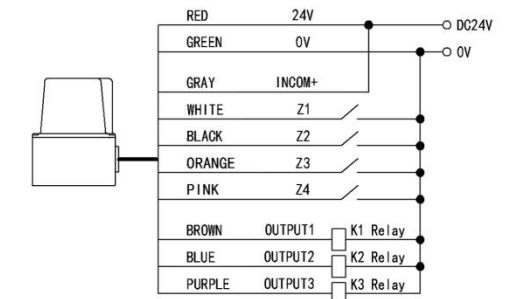 RED 24V DC24V
GREEN 0V 0V
GRAY INCOM+
WHITE Z1
BLACK Z2
ORANGE Z3
PINK Z4
BROWN OUTPUT1 K1 Relay
BLUE OUTPUT2 K2 Relay
PURPLE OUTPUT3 K3 Relay